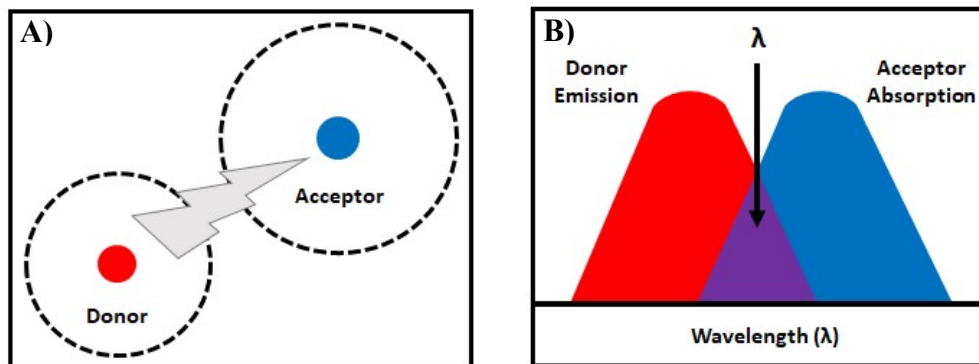 A)
Acceptor
Donor
B)
λ
Donor
Emission
Acceptor
Absorption
Wavelength (λ)